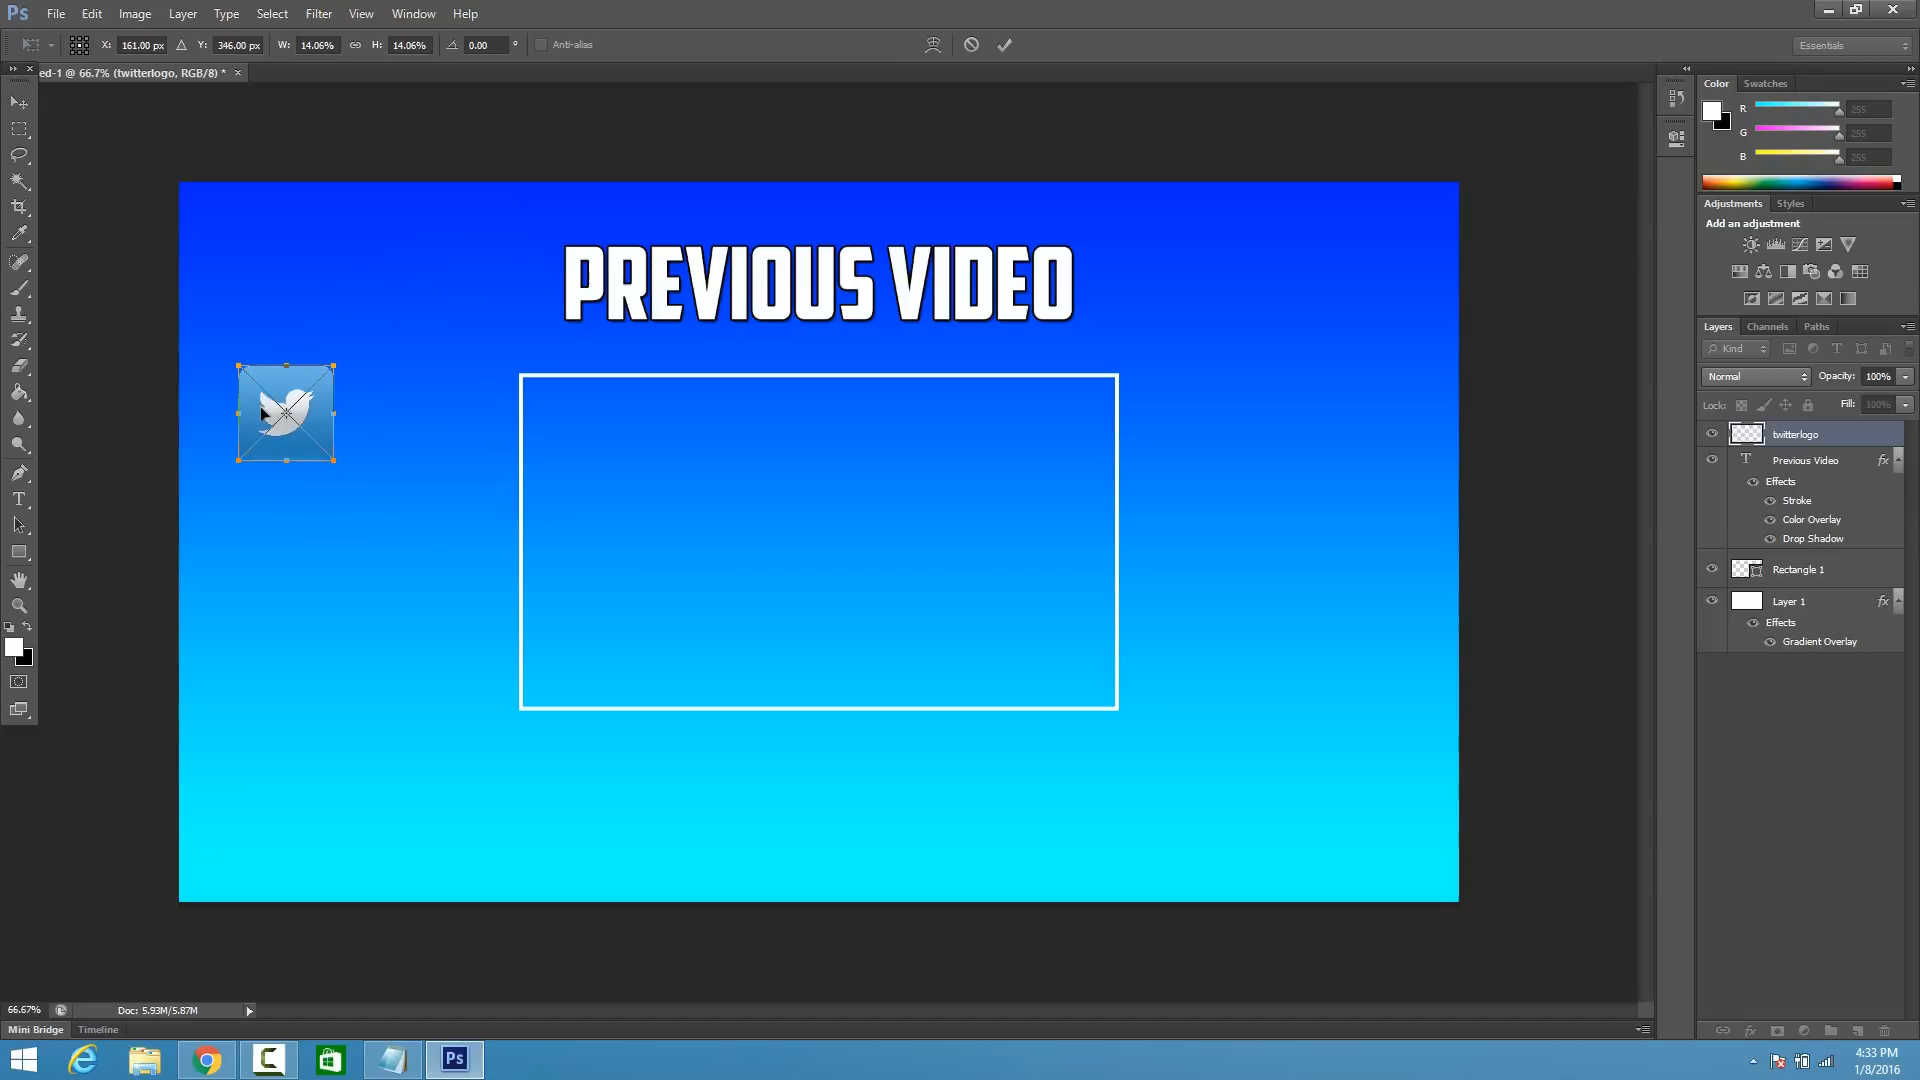 Ps File Edit Image Layer Type Select Filter View Window Help
X: 161.00 px Y: 346.00 px W: 14.06% H: 14.06% 0.00 ° Anti-alias Essentials
ed-1 @ 66.7% (twitterlogo, RGB/8) * ×
PREVIOUS VIDEO
Color Swatches
R 255
G 255
B 255
Adjustments Styles
Add an adjustment
Layers Channels Paths
Kind
Normal Opacity: 100%
Lock: Fill: 100%
twitterlogo
T Previous Video fx
Effects
Stroke
Color Overlay
Drop Shadow
Rectangle 1
Layer 1 fx
Effects
Gradient Overlay
66.67% Doc: 5.93M/5.87M
Mini Bridge Timeline
Ps
4:33 PM
1/8/2016